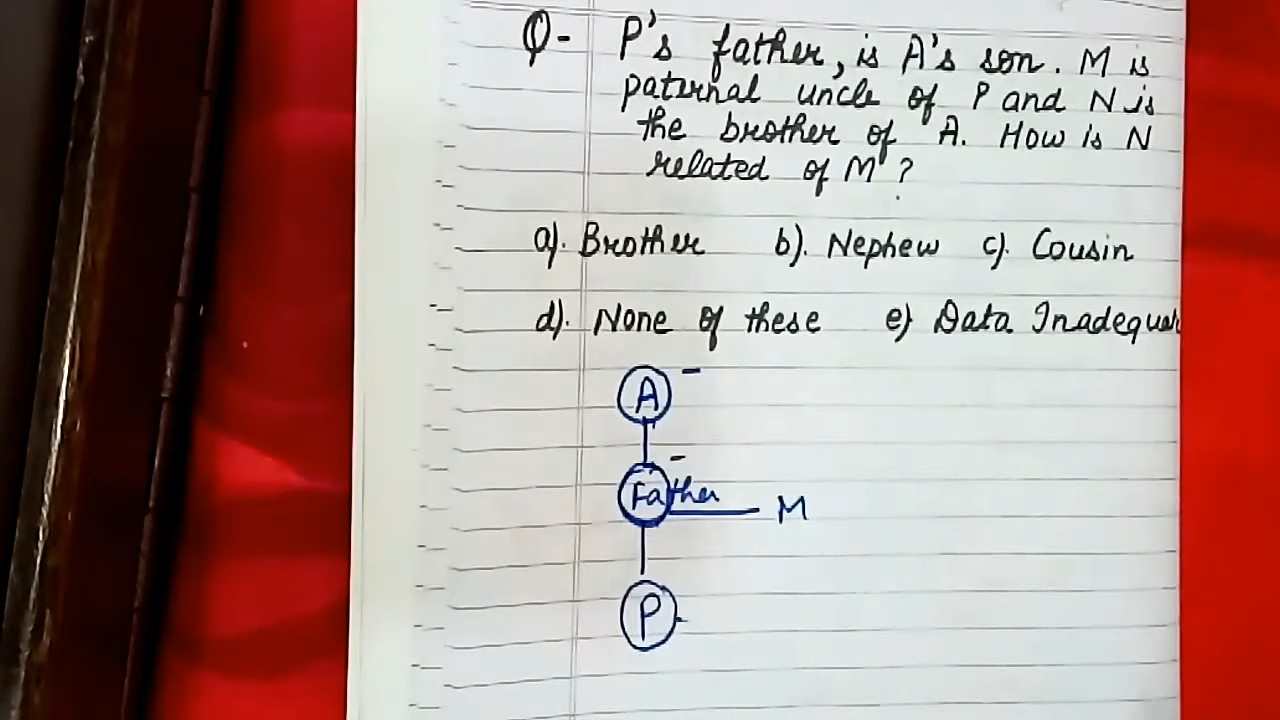 Q- P's father, is A's son. M is
paternal uncle of P and N is
the brother of A. How is N
related of M?
a). Brother b). Nephew c). Cousin
d). None of these e) Data Inadequa
A -
-
Father M
P